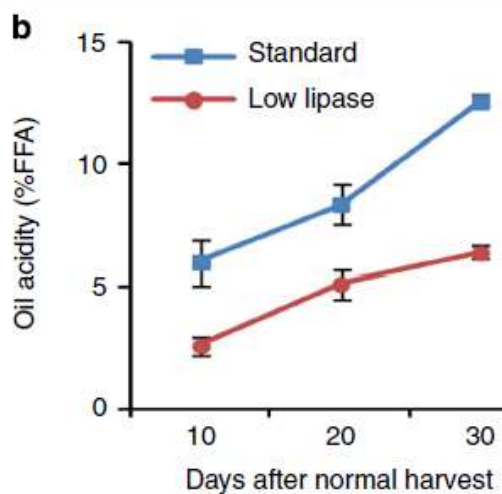 b
15
10
5
0
Oil acidity (%FFA)
Standard
Low lipase
10 20 30
Days after normal harvest